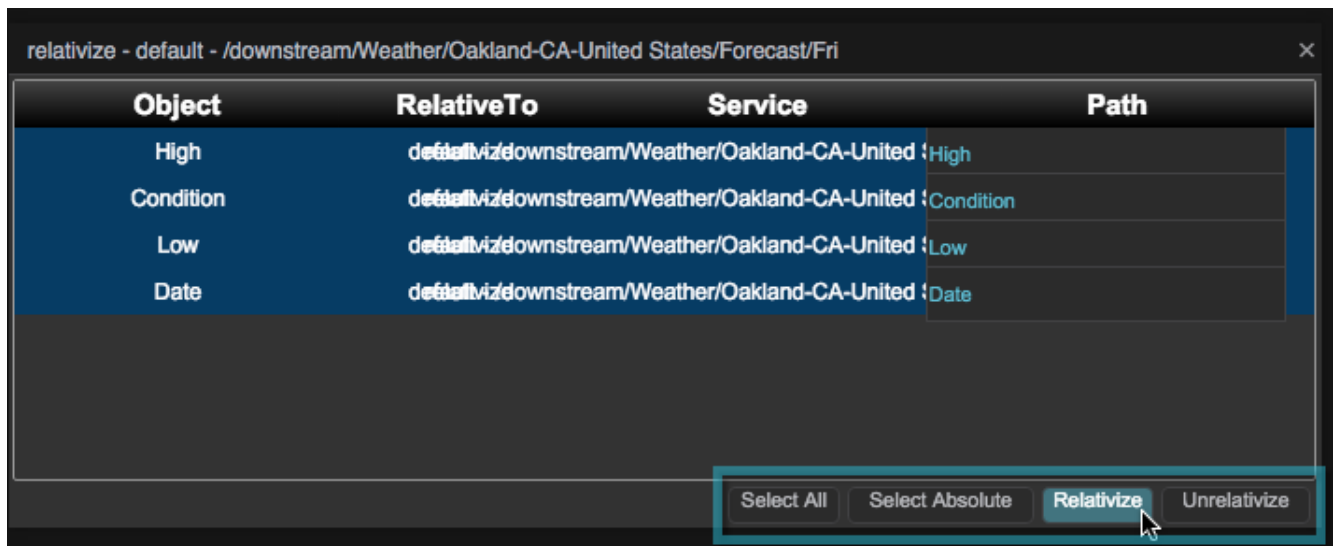 relativize - default - /downstream/Weather/Oakland-CA-United States/Forecast/Fri ×
Object RelativeTo Service Path
High /downstream/Weather/Oakland-CA-United High
Condition /downstream/Weather/Oakland-CA-United Condition
Low /downstream/Weather/Oakland-CA-United Low
Date /downstream/Weather/Oakland-CA-United Date
Select All Select Absolute Relativize Unrelativize